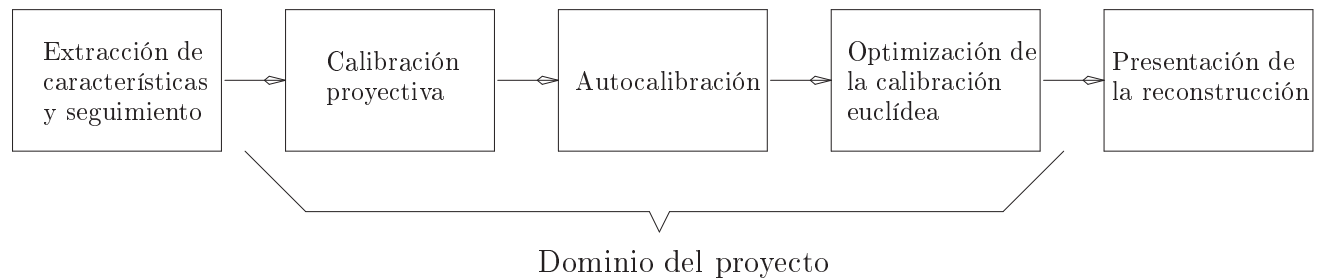 Extracción de
características
y seguimiento
Calibración
proyectiva
Autocalibración
Optimización de
la calibración
euclídea
Presentación de
la reconstrucción
Dominio del proyecto